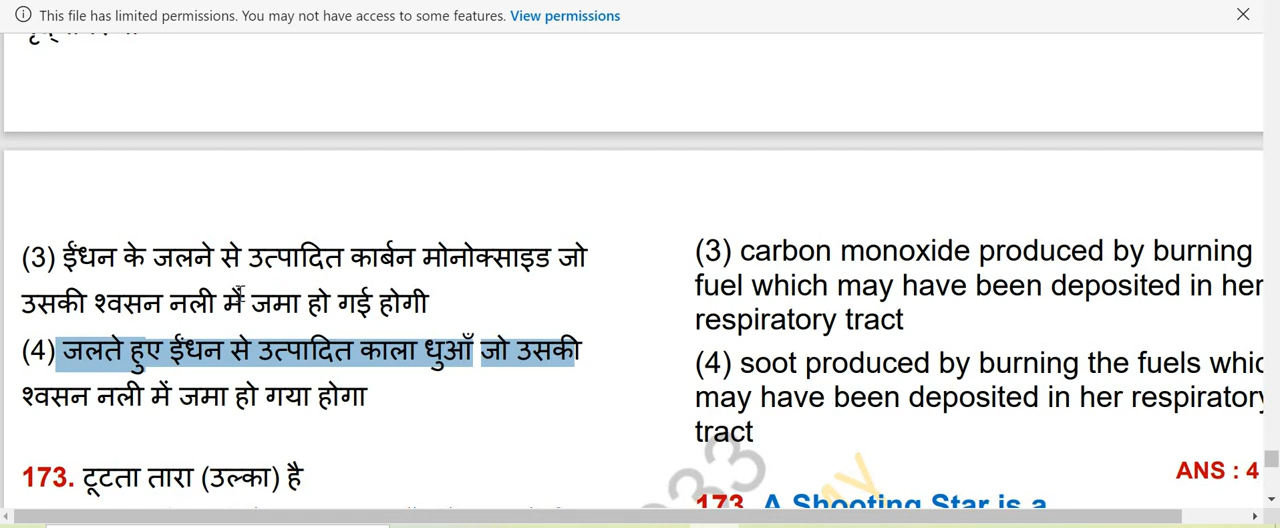 This file has limited permissions. You may not have access to some features. View permissions
(3) ईंधन के जलने से उत्पादित कार्बन मोनोक्साइड जो
उसकी श्वसन नली में जमा हो गई होगी
(4) जलते हुए ईंधन से उत्पादित काला धुआँ जो उसकी
श्वसन नली में जमा हो गया होगा
173. टूटता तारा (उल्का) है
(3) carbon monoxide produced by burning
fuel which may have been deposited in her
respiratory tract
(4) soot produced by burning the fuels whic
may have been deposited in her respiratory
tract
ANS : 4
173. A Shooting Star is a